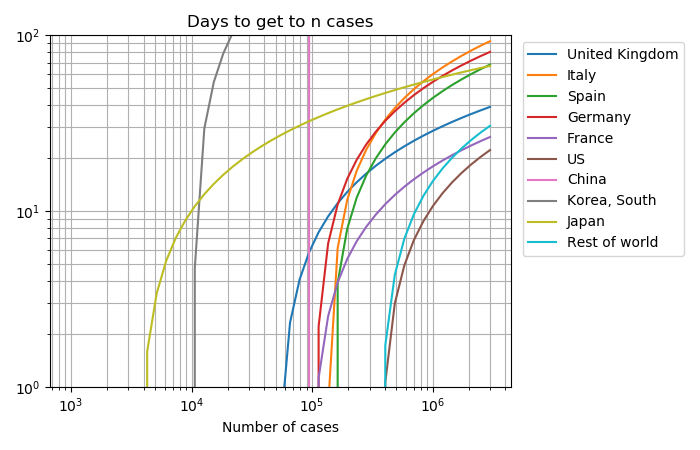 Days to get to n cases
10²
10¹
10⁰
10³
10⁴
10⁵
10⁶
Number of cases
United Kingdom
Italy
Spain
Germany
France
US
China
Korea, South
Japan
Rest of world